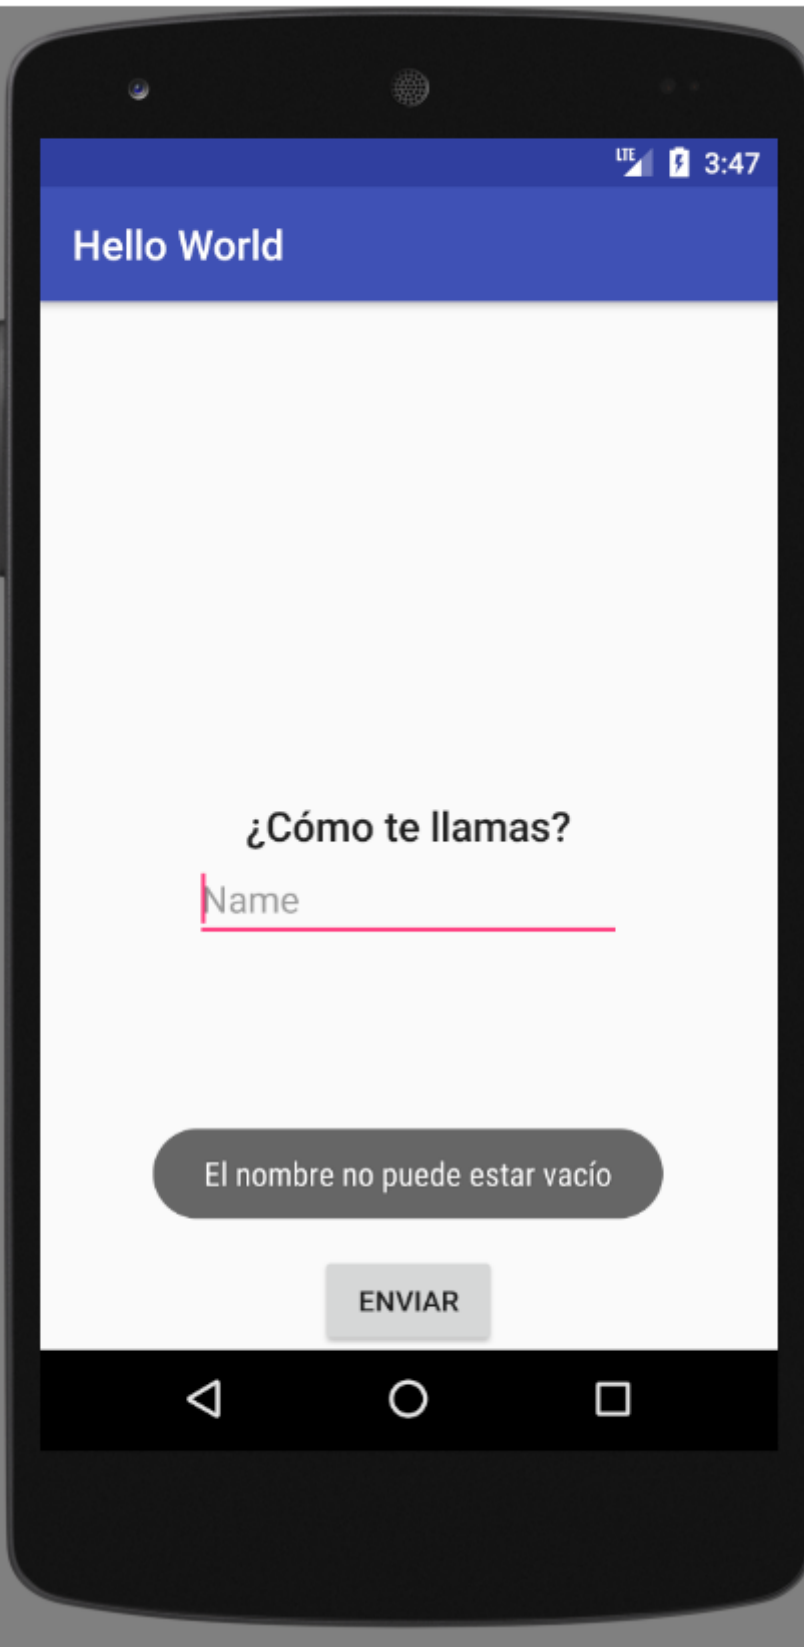 LTE 3:47
Hello World
¿Cómo te llamas?
Name
El nombre no puede estar vacío
ENVIAR